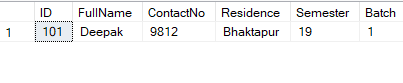 ID FullName ContactNo Residence Semester Batch
1 101 Deepak 9812 Bhaktapur 19 1